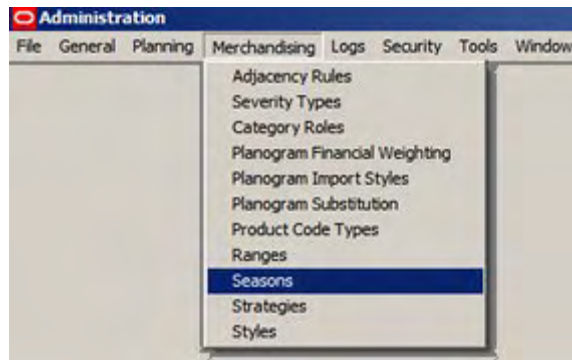 Administration
File General Planning Merchandising Logs Security Tools Window
Adjacency Rules
Severity Types
Category Roles
Planogram Financial Weighting
Planogram Import Styles
Planogram Substitution
Product Code Types
Ranges
Seasons
Strategies
Styles